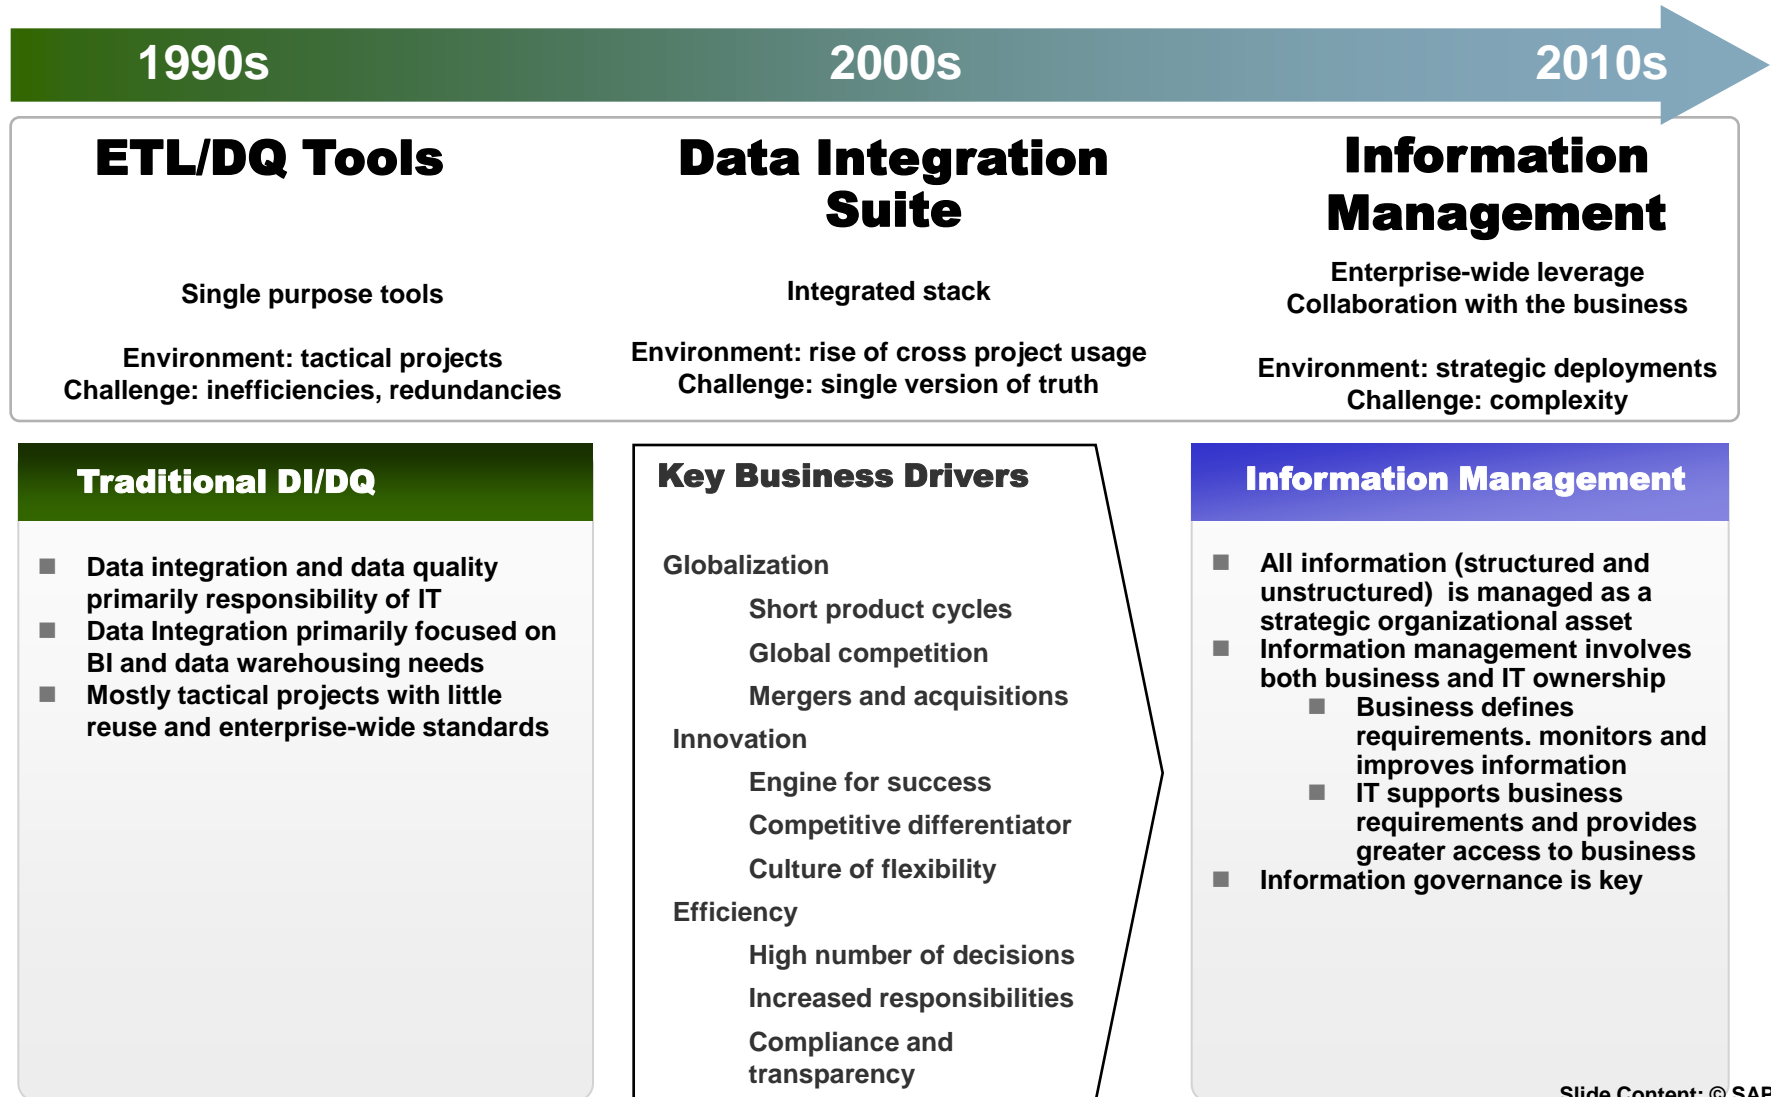 1990s
2000s
2010s
ETL/DQ Tools
Single purpose tools
Environment: tactical projects
Challenge: inefficiencies, redundancies
Data Integration
Suite
Integrated stack
Environment: rise of cross project usage
Challenge: single version of truth
Information
Management
Enterprise-wide leverage
Collaboration with the business
Environment: strategic deployments
Challenge: complexity
Traditional DI/DQ
Data integration and data quality
primarily responsibility of IT
Data Integration primarily focused on
BI and data warehousing needs
Mostly tactical projects with little
reuse and enterprise-wide standards
Key Business Drivers
Globalization
Short product cycles
Global competition
Mergers and acquisitions
Innovation
Engine for success
Competitive differentiator
Culture of flexibility
Efficiency
High number of decisions
Increased responsibilities
Compliance and
transparency
Information Management
All information (structured and
unstructured) is managed as a
strategic organizational asset
Information management involves
both business and IT ownership
Business defines
requirements. monitors and
improves information
IT supports business
requirements and provides
greater access to business
Information governance is key
Slide Content: © SAP